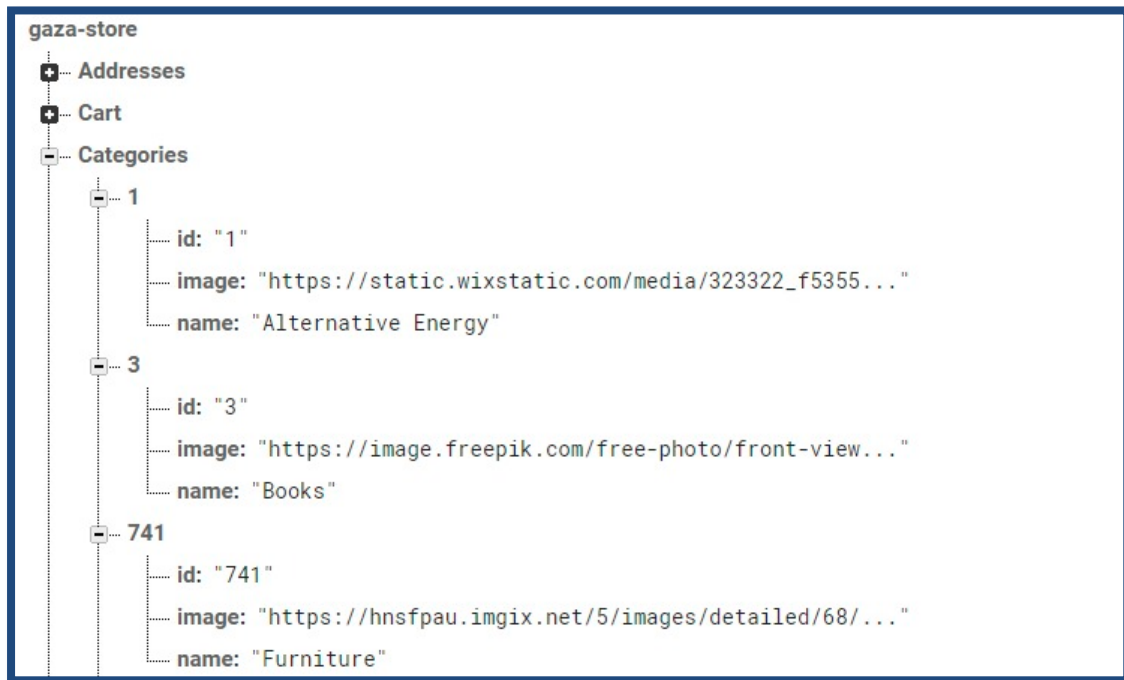 gaza-store
Addresses
Cart
Categories
1
id: "1"
image: "https://static.wixstatic.com/media/323322_f5355..."
name: "Alternative Energy"
3
id: "3"
image: "https://image.freepik.com/free-photo/front-view..."
name: "Books"
741
id: "741"
image: "https://hnsfpau.imgix.net/5/images/detailed/68/..."
name: "Furniture"